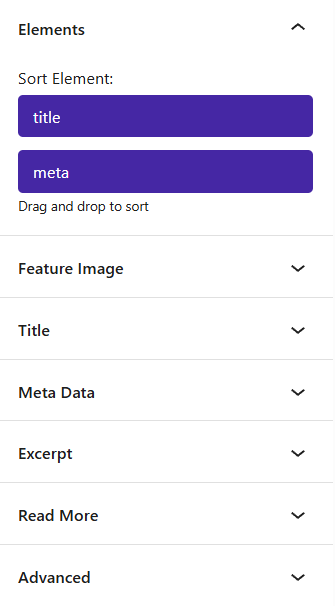 Elements
Sort Element:
title
meta
Drag and drop to sort
Feature Image
Title
Meta Data
Excerpt
Read More
Advanced